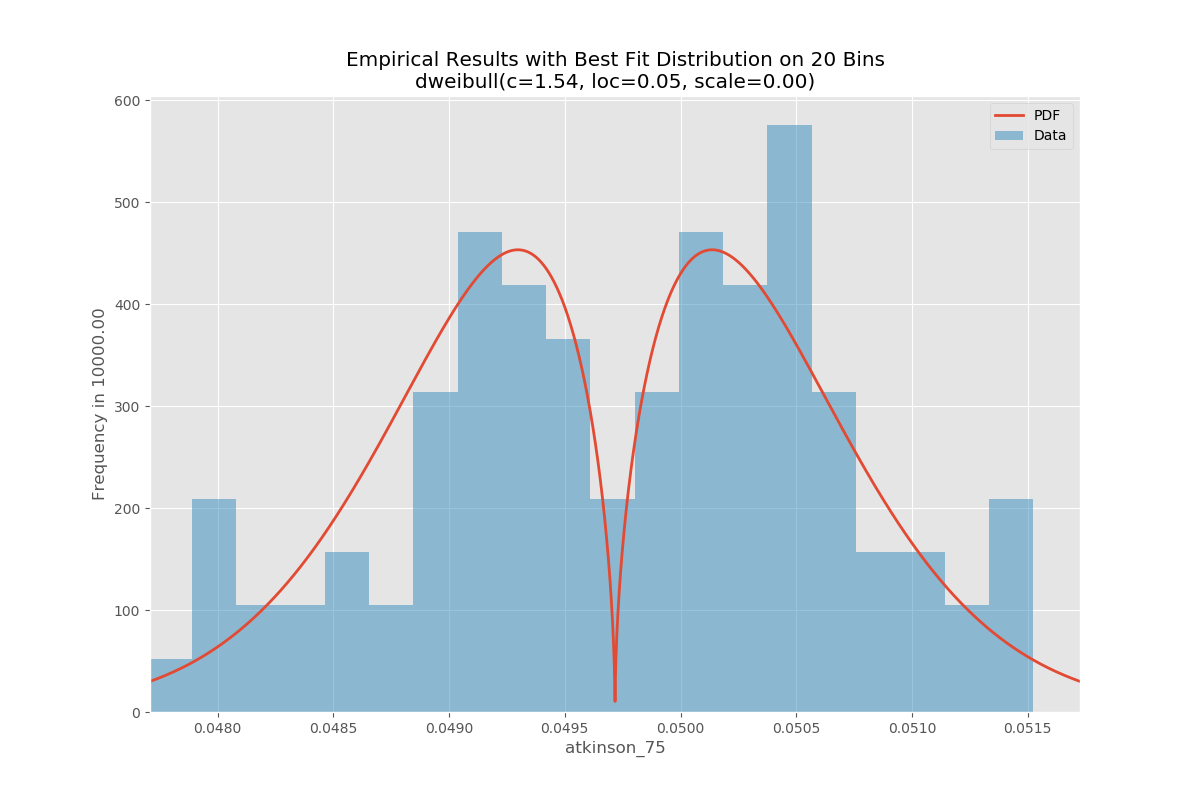 Empirical Results with Best Fit Distribution on 20 Bins
dweibull(c=1.54, loc=0.05, scale=0.00)
PDF
Data
600
500
400
300
200
100
0
Frequency in 10000.00
0.0480
0.0485
0.0490
0.0495
0.0500
0.0505
0.0510
0.0515
atkinson_75